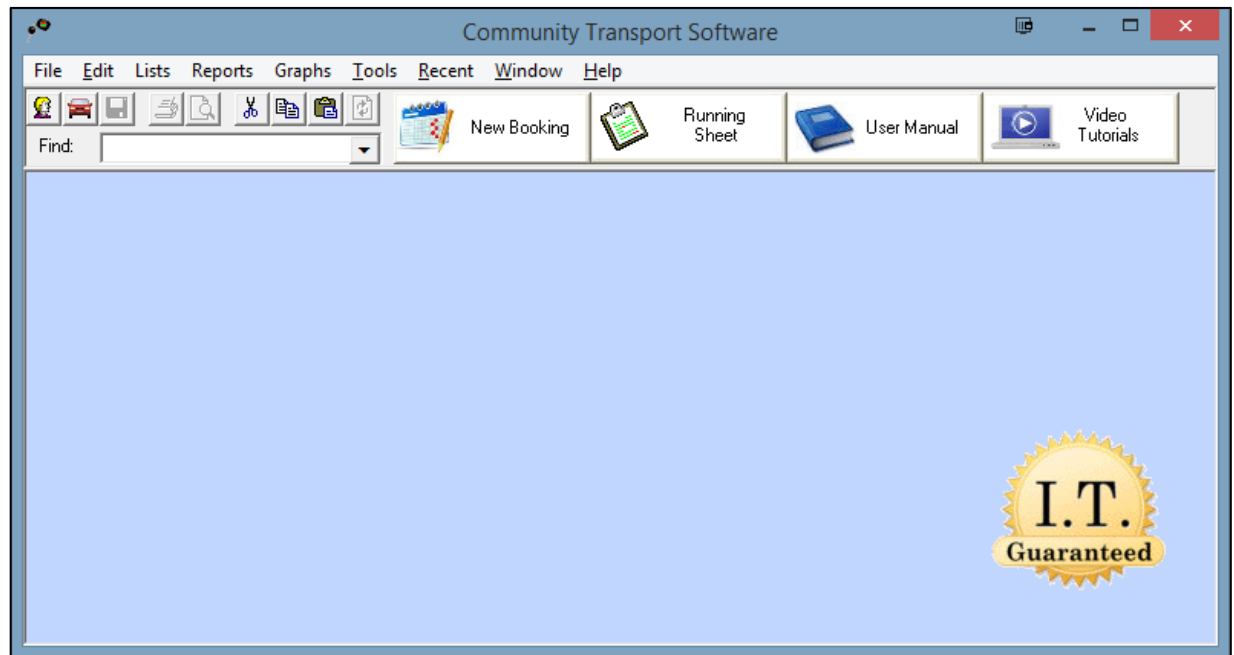 Community Transport Software
File Edit Lists Reports Graphs Tools Recent Window Help
Find:
New Booking
Running
Sheet
User Manual
Video
Tutorials
I.T.
Guaranteed